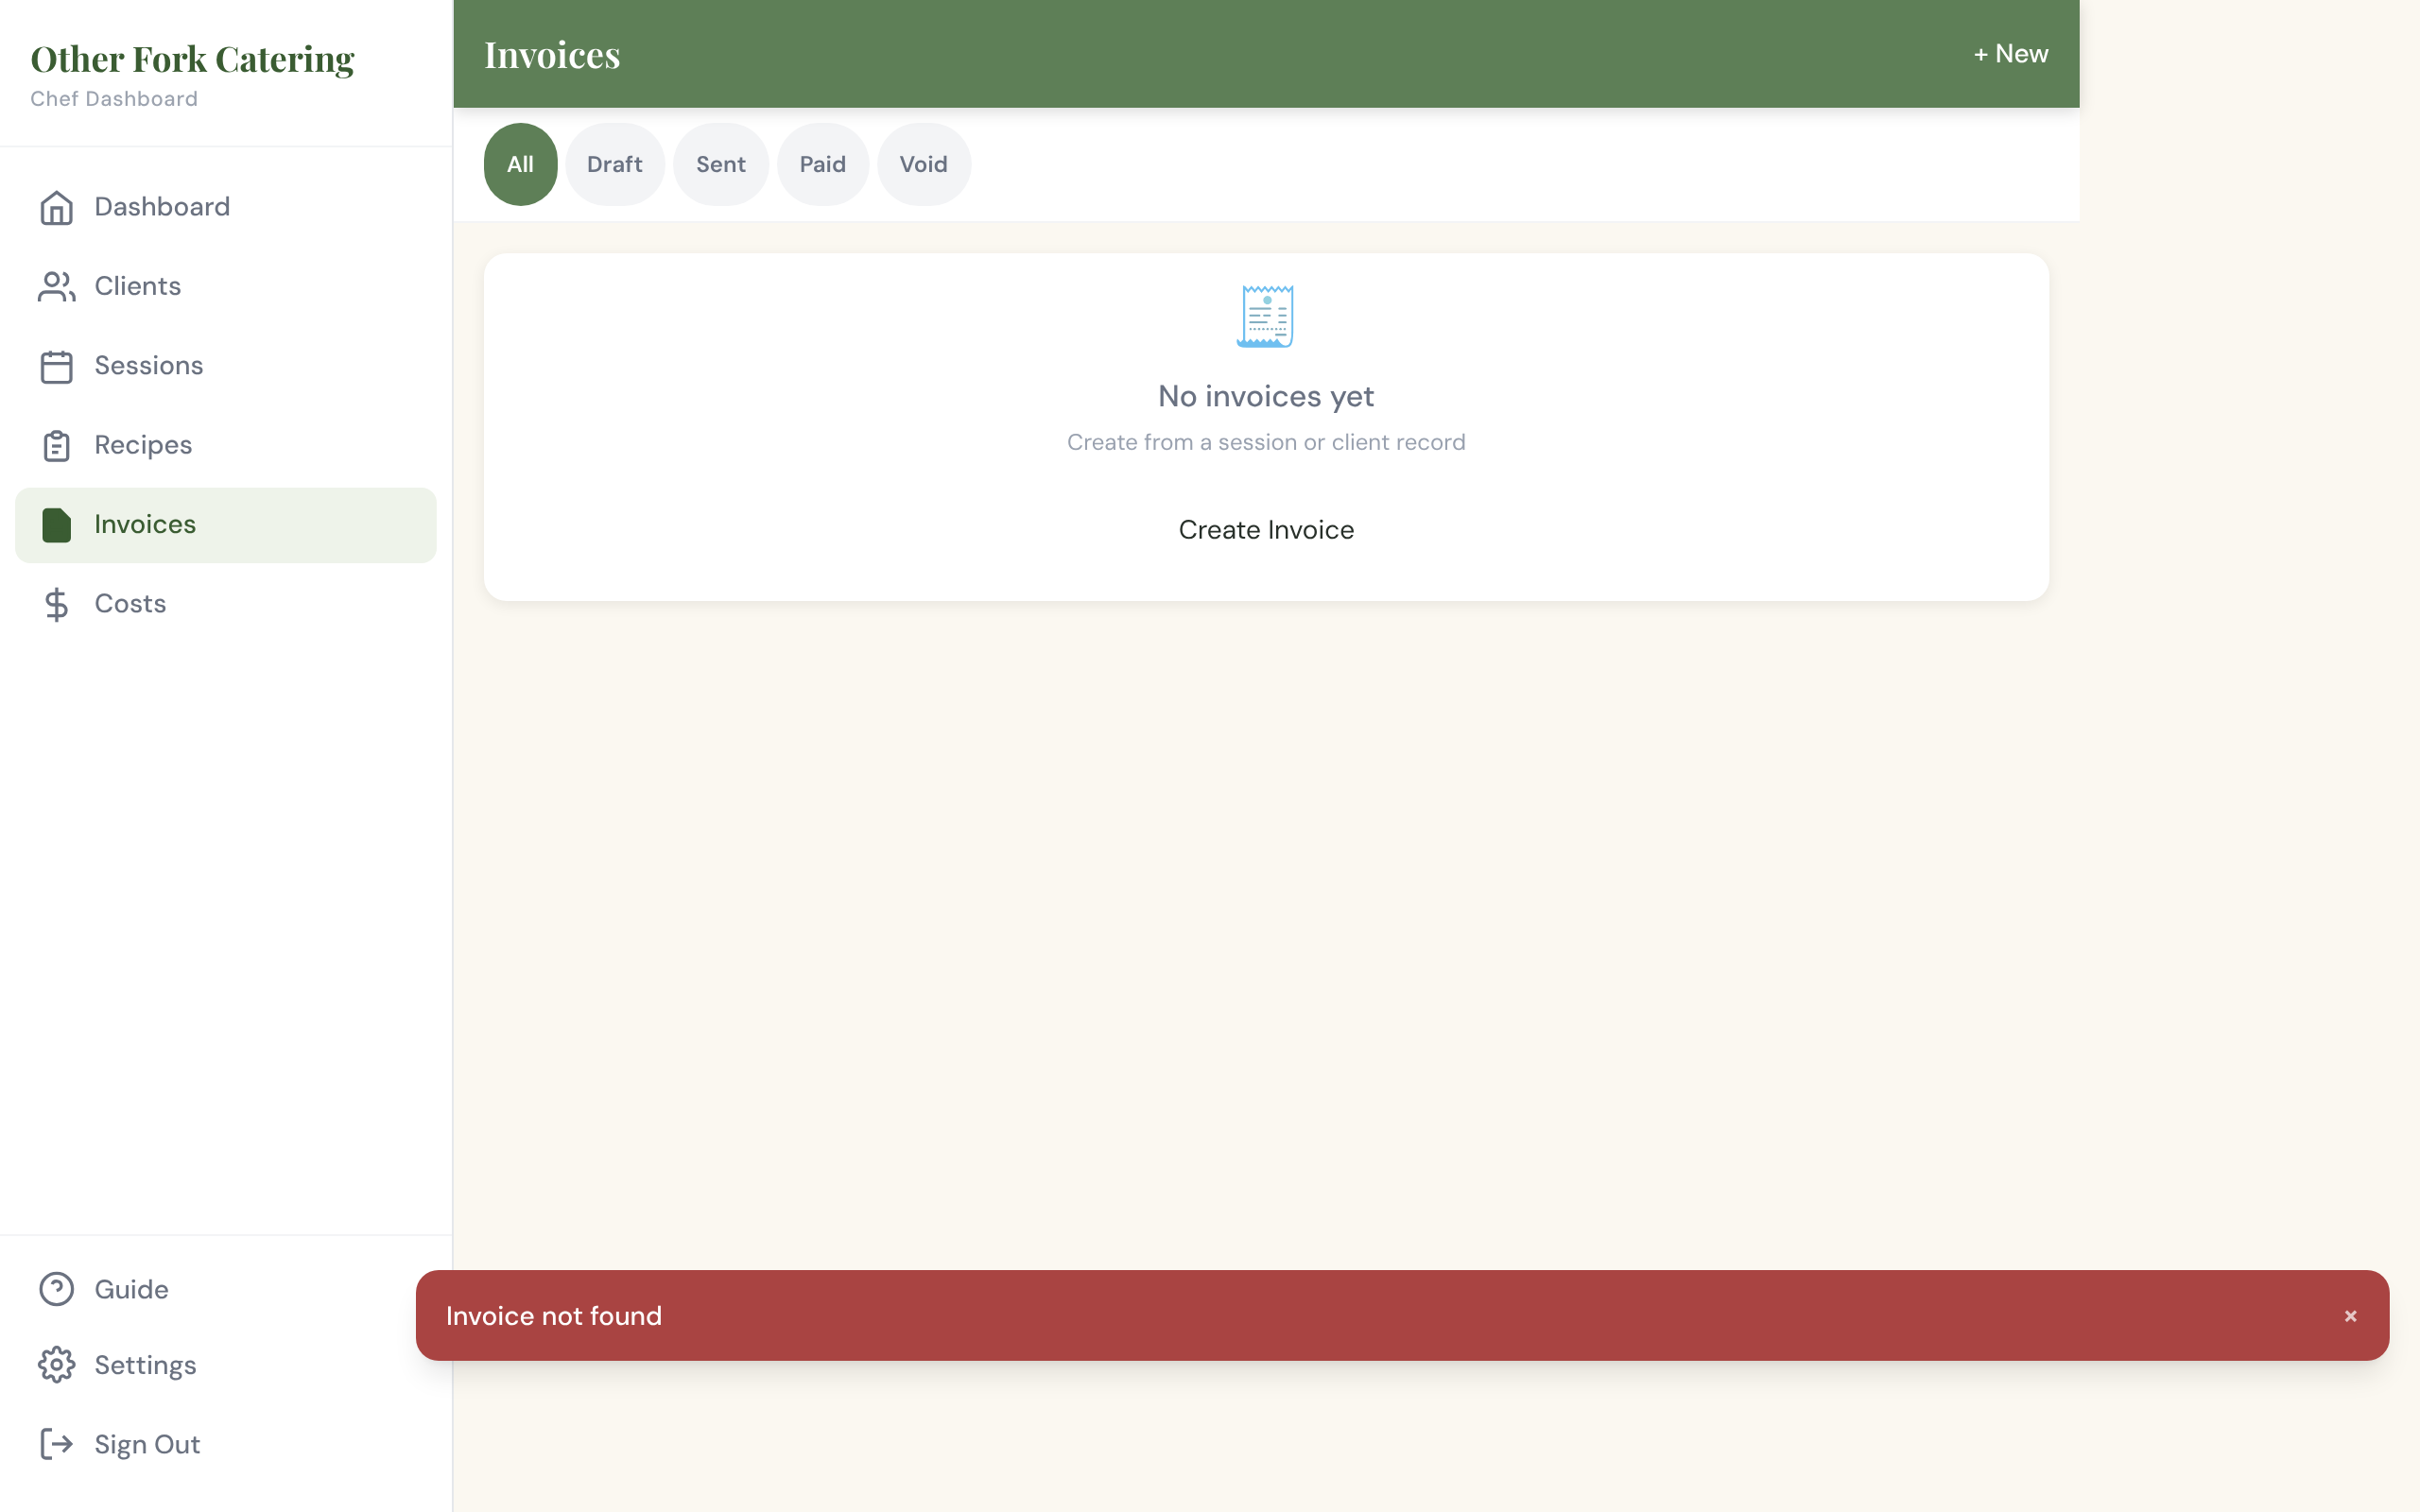 Other Fork Catering
Chef Dashboard
Dashboard
Clients
Sessions
Recipes
Invoices
Costs
Guide
Settings
Sign Out
Invoices
+ New
All
Draft
Sent
Paid
Void
No invoices yet
Create from a session or client record
Create Invoice
Invoice not found
×